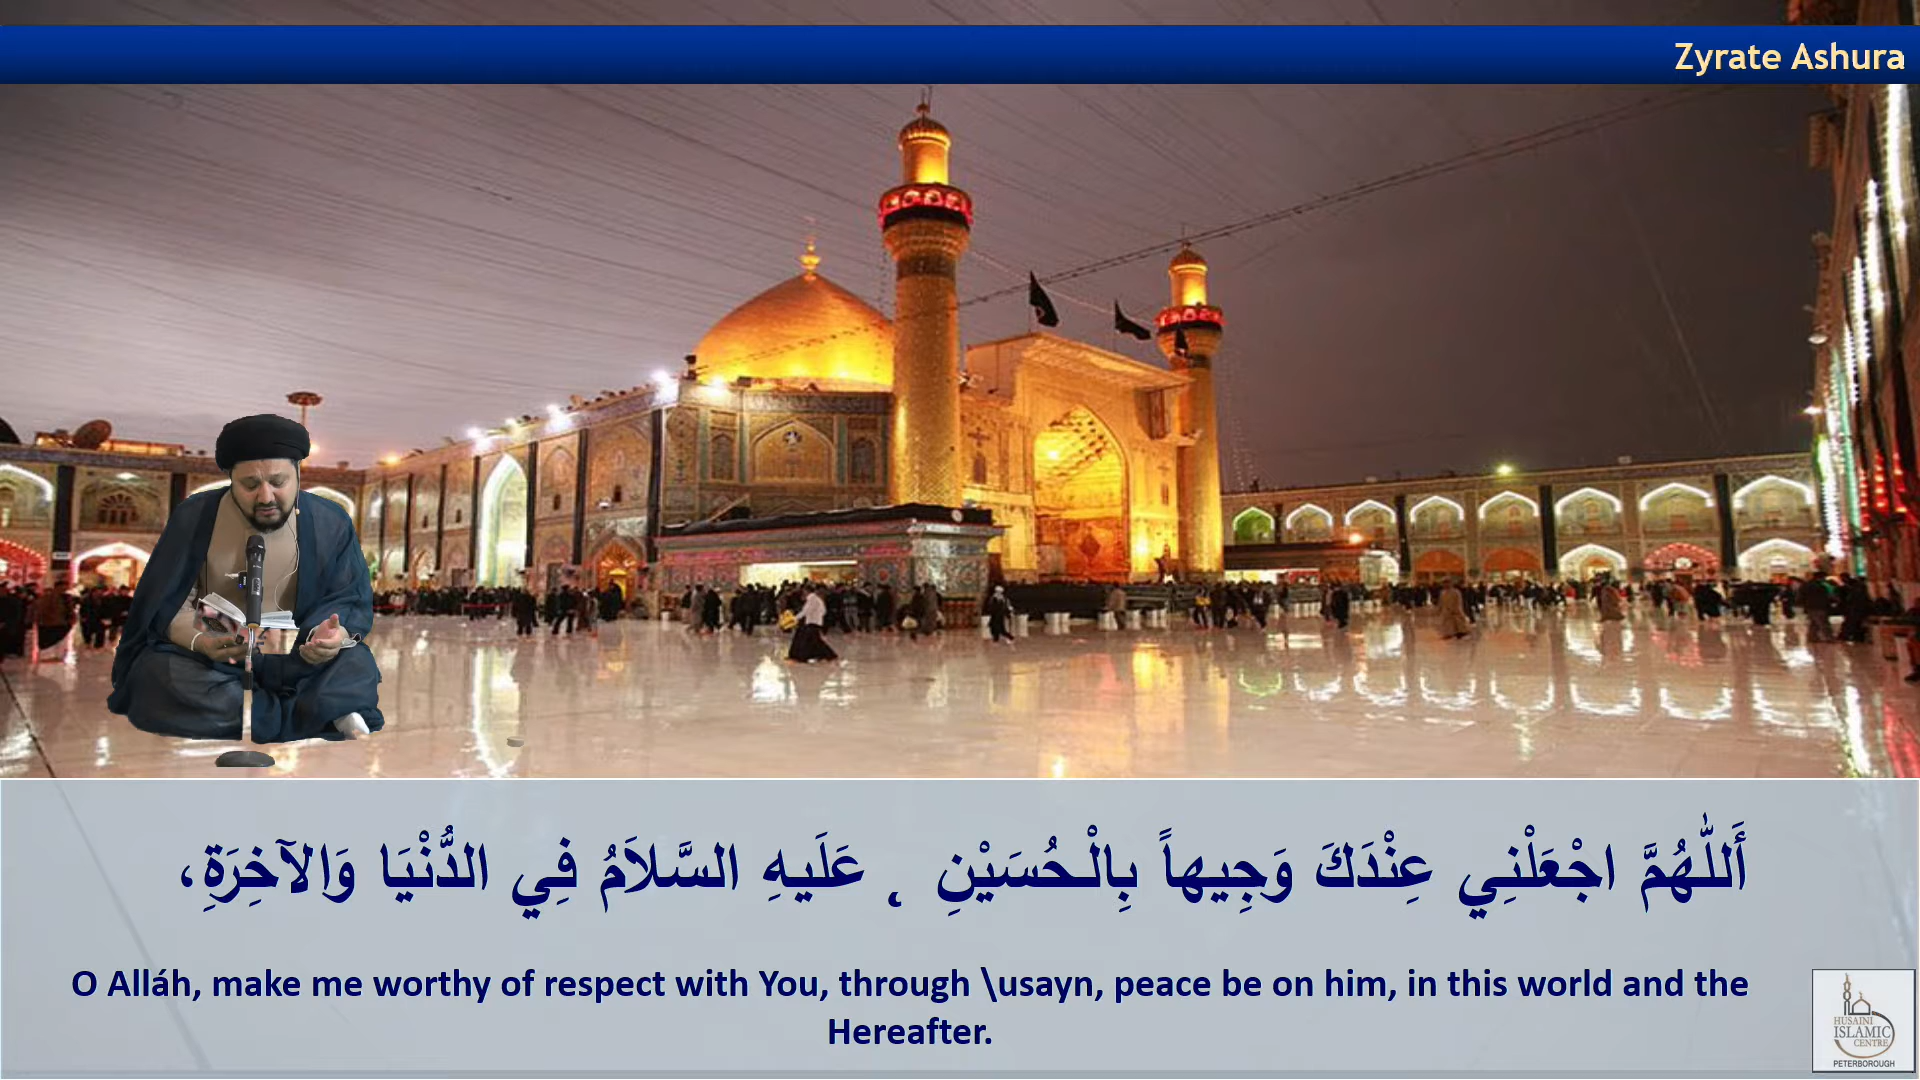 Zyrate Ashura
أَللّٰهُمَّ اجْعَلْنِي عِنْدَكَ وَجِيهاً بِالْـحُسَيْنِ ، عَلَيهِ السَّلاَمُ فِي الدُّنْيَا وَالآخِرَةِ،
O Alláh, make me worthy of respect with You, through \usayn, peace be on him, in this world and the
Hereafter.
HUSAINI
ISLAMIC
CENTRE
PETERBOROUGH